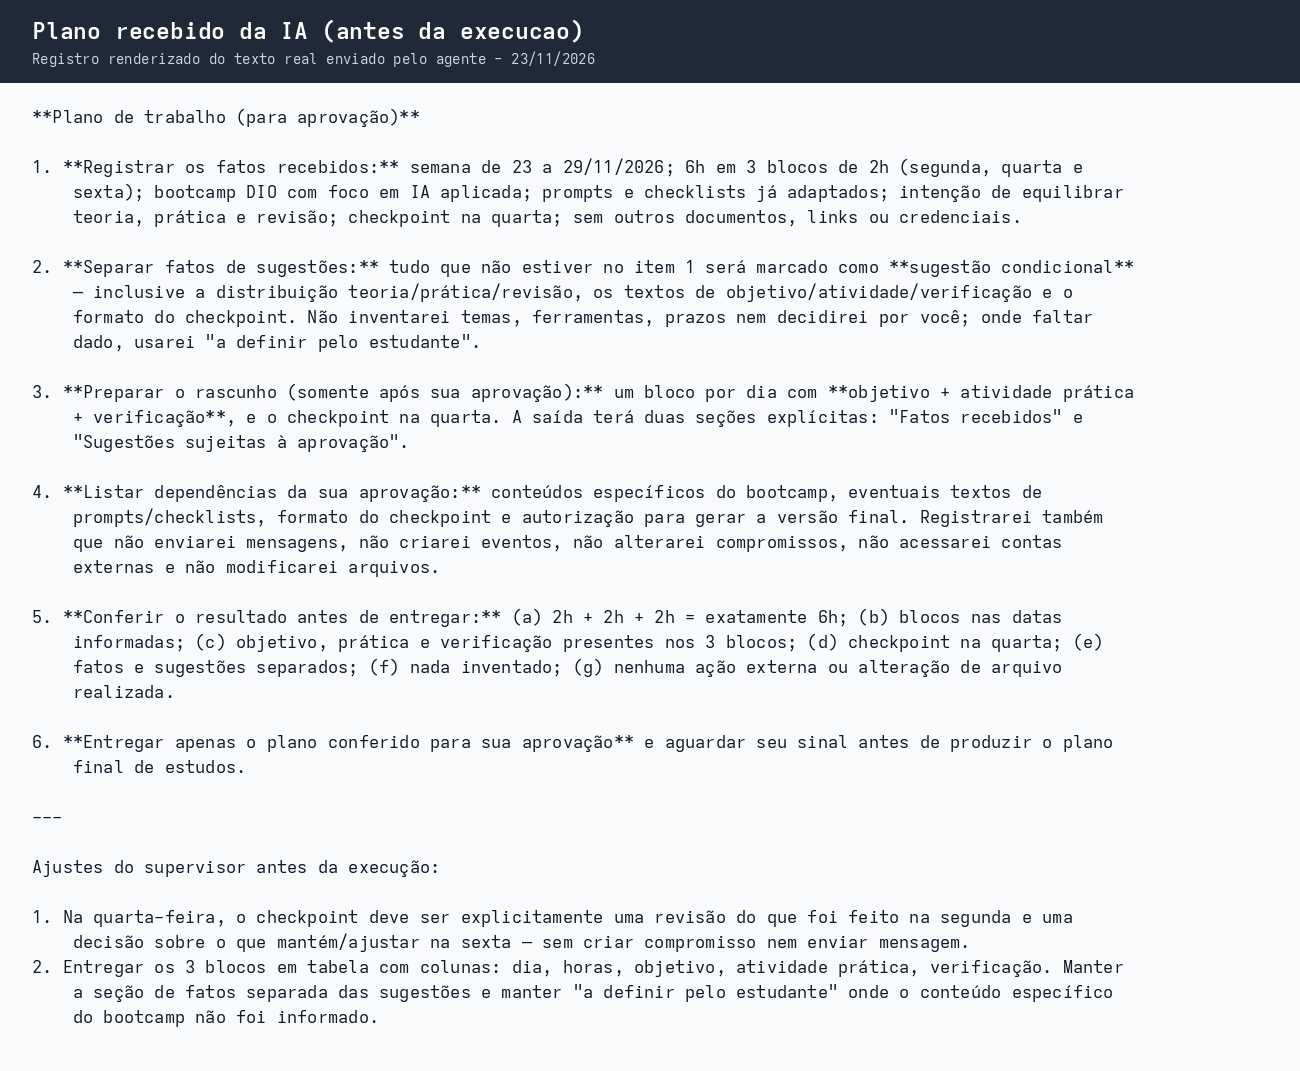 Plano recebido da IA (antes da execucao)
Registro renderizado do texto real enviado pelo agente - 23/11/2026
**Plano de trabalho (para aprovação)**
1. **Registrar os fatos recebidos:** semana de 23 a 29/11/2026; 6h em 3 blocos de 2h (segunda, quarta e
sexta); bootcamp DIO com foco em IA aplicada; prompts e checklists já adaptados; intenção de equilibrar
teoria, prática e revisão; checkpoint na quarta; sem outros documentos, links ou credenciais.
2. **Separar fatos de sugestões:** tudo que não estiver no item 1 será marcado como **sugestão condicional**
— inclusive a distribuição teoria/prática/revisão, os textos de objetivo/atividade/verificação e o
formato do checkpoint. Não inventarei temas, ferramentas, prazos nem decidirei por você; onde faltar
dado, usarei "a definir pelo estudante".
3. **Preparar o rascunho (somente após sua aprovação):** um bloco por dia com **objetivo + atividade prática
+ verificação**, e o checkpoint na quarta. A saída terá duas seções explícitas: "Fatos recebidos" e
"Sugestões sujeitas à aprovação".
4. **Listar dependências da sua aprovação:** conteúdos específicos do bootcamp, eventuais textos de
prompts/checklists, formato do checkpoint e autorização para gerar a versão final. Registrarei também
que não enviarei mensagens, não criarei eventos, não alterarei compromissos, não acessarei contas
externas e não modificarei arquivos.
5. **Conferir o resultado antes de entregar:** (a) 2h + 2h + 2h = exatamente 6h; (b) blocos nas datas
informadas; (c) objetivo, prática e verificação presentes nos 3 blocos; (d) checkpoint na quarta; (e)
fatos e sugestões separados; (f) nada inventado; (g) nenhuma ação externa ou alteração de arquivo
realizada.
6. **Entregar apenas o plano conferido para sua aprovação** e aguardar seu sinal antes de produzir o plano
final de estudos.
---
Ajustes do supervisor antes da execução:
1. Na quarta-feira, o checkpoint deve ser explicitamente uma revisão do que foi feito na segunda e uma
decisão sobre o que mantém/ajustar na sexta — sem criar compromisso nem enviar mensagem.
2. Entregar os 3 blocos em tabela com colunas: dia, horas, objetivo, atividade prática, verificação. Manter
a seção de fatos separada das sugestões e manter "a definir pelo estudante" onde o conteúdo específico
do bootcamp não foi informado.